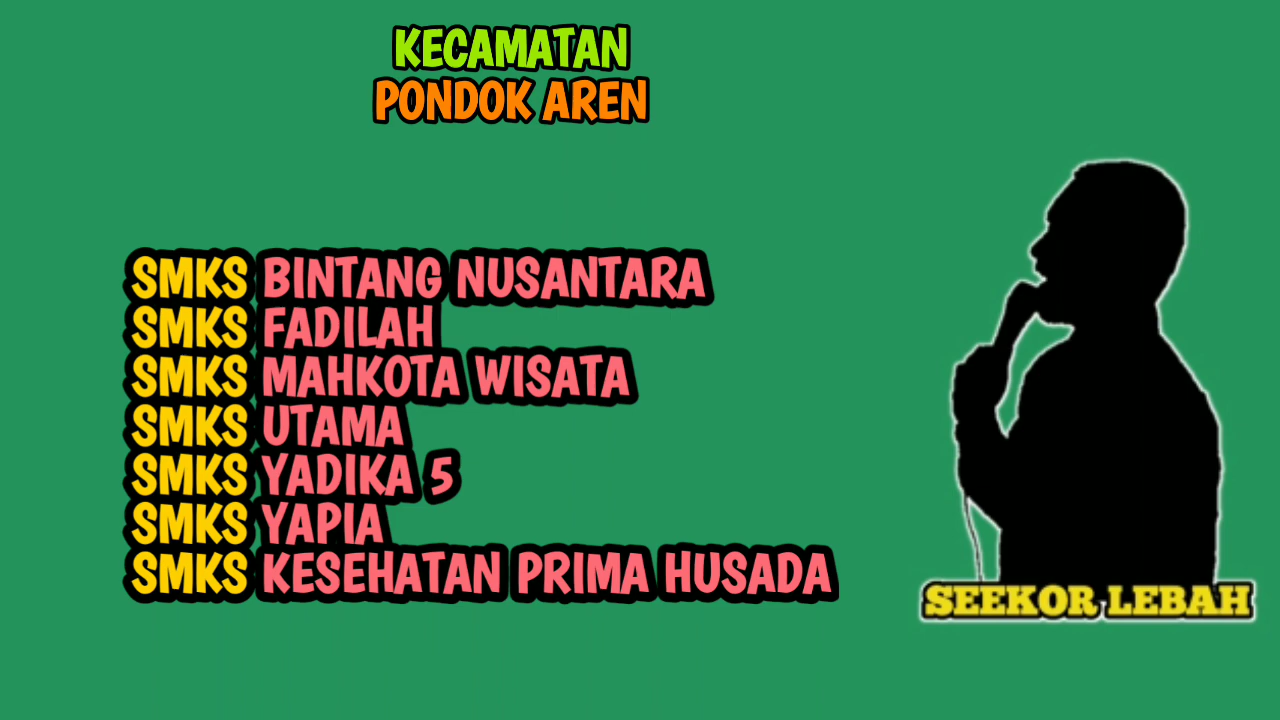 KECAMATAN
PONDOK AREN
SMKS BINTANG NUSANTARA
SMKS FADILAH
SMKS MAHKOTA WISATA
SMKS UTAMA
SMKS YADIKA 5
SMKS YAPIA
SMKS KESEHATAN PRIMA HUSADA
SEEKOR LEBAH